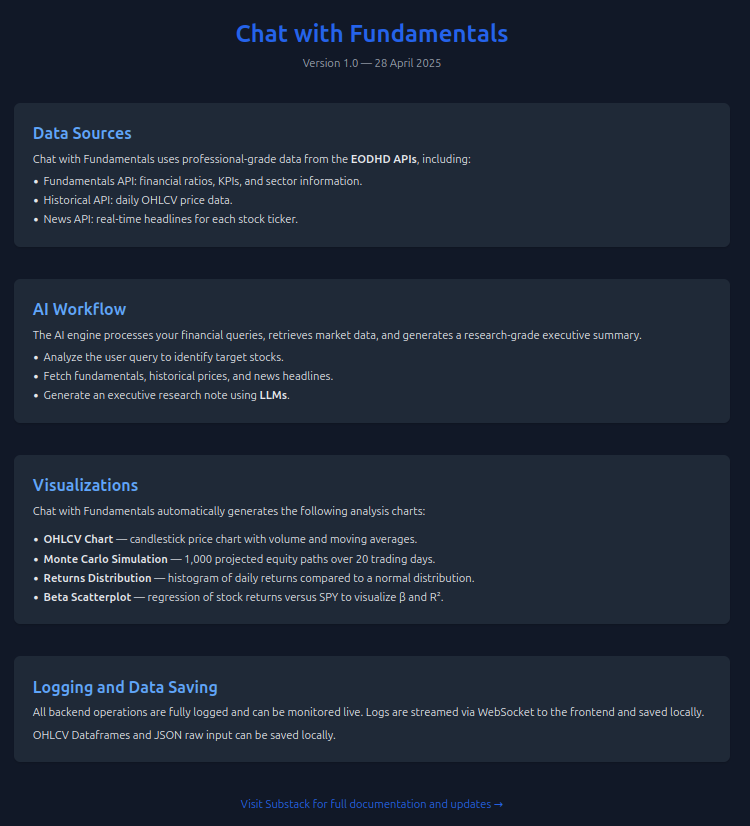 Chat with Fundamentals
Version 1.0 — 28 April 2025
Data Sources
Chat with Fundamentals uses professional-grade data from the EODHD APIs, including:
• Fundamentals API: financial ratios, KPIs, and sector information.
• Historical API: daily OHLCV price data.
• News API: real-time headlines for each stock ticker.
AI Workflow
The AI engine processes your financial queries, retrieves market data, and generates a research-grade executive summary.
• Analyze the user query to identify target stocks.
• Fetch fundamentals, historical prices, and news headlines.
• Generate an executive research note using LLMs.
Visualizations
Chat with Fundamentals automatically generates the following analysis charts:
• OHLCV Chart — candlestick price chart with volume and moving averages.
• Monte Carlo Simulation — 1,000 projected equity paths over 20 trading days.
• Returns Distribution — histogram of daily returns compared to a normal distribution.
• Beta Scatterplot — regression of stock returns versus SPY to visualize β and R².
Logging and Data Saving
All backend operations are fully logged and can be monitored live. Logs are streamed via WebSocket to the frontend and saved locally.
OHLCV Dataframes and JSON raw input can be saved locally.
Visit Substack for full documentation and updates →